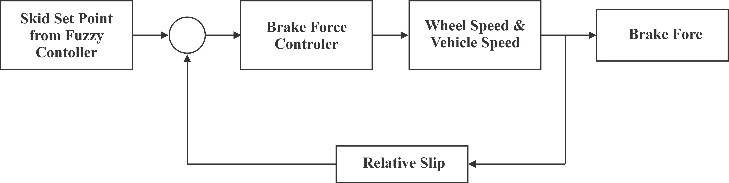 Skid Set Point
from Fuzzy
Contoller
Brake Force
Controler
Wheel Speed &
Vehicle Speed
Brake Fore
Relative Slip